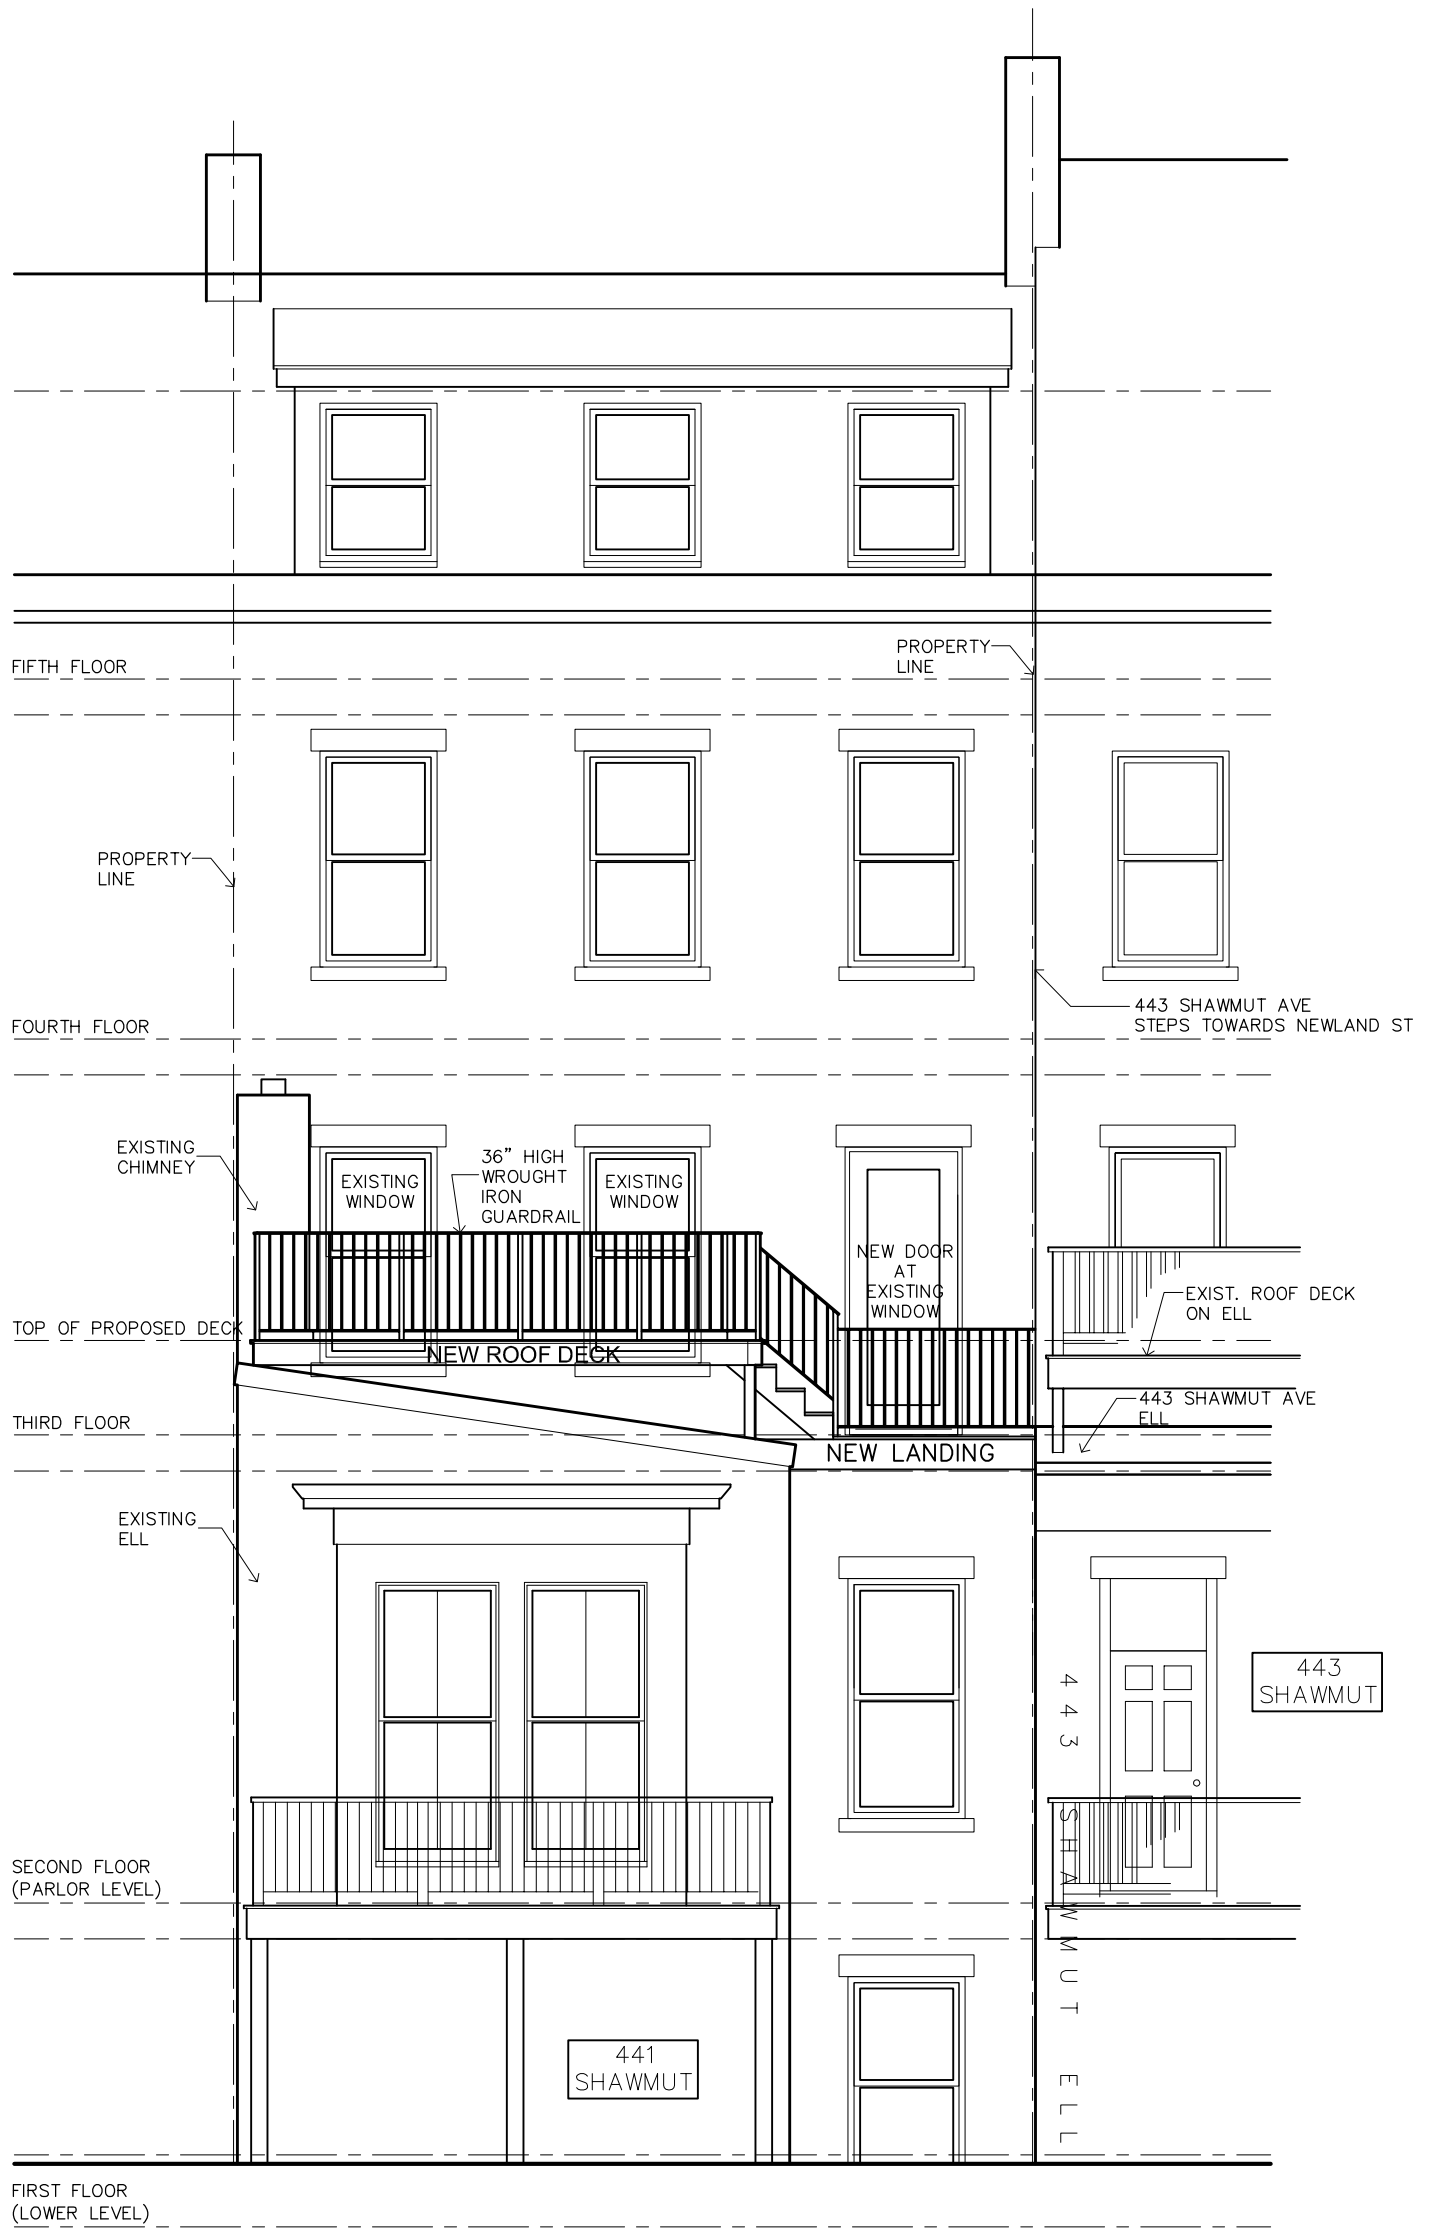 FIFTH FLOOR
PROPERTY
LINE
PROPERTY
LINE
443 SHAWMUT AVE
STEPS TOWARDS NEWLAND ST
FOURTH FLOOR
EXISTING
CHIMNEY
EXISTING
WINDOW
36" HIGH
WROUGHT
IRON
GUARDRAIL
EXISTING
WINDOW
NEW DOOR
AT
EXISTING
WINDOW
EXIST. ROOF DECK
ON ELL
TOP OF PROPOSED DECK
NEW ROOF DECK
443 SHAWMUT AVE
ELL
THIRD FLOOR
NEW LANDING
EXISTING
ELL
443
SHAWMUT
443 SHAWMUT ELL
SECOND FLOOR
(PARLOR LEVEL)
441
SHAWMUT
FIRST FLOOR
(LOWER LEVEL)